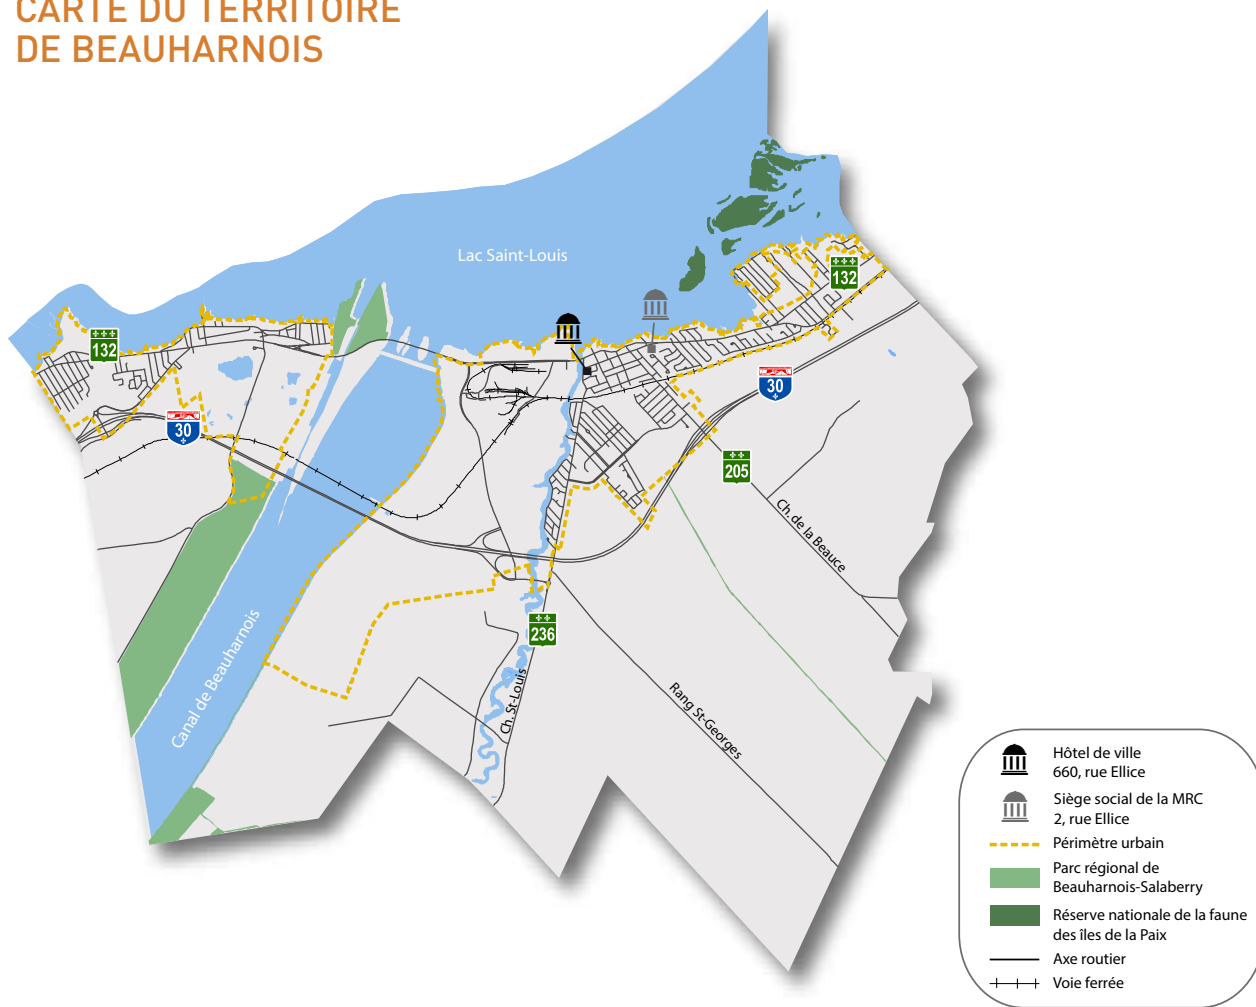 CARTE DU TERRITOIRE
DE BEAUHARNOIS
Lac Saint-Louis
132
132
30
30
205
Ch. de la Beauce
236
Canal de Beauharnois
Ch. St-Louis
Rang St-Georges
Hôtel de ville
660, rue Ellice
Siège social de la MRC
2, rue Ellice
Périmètre urbain
Parc régional de
Beauharnois-Salaberry
Réserve nationale de la faune
des îles de la Paix
Axe routier
Voie ferrée